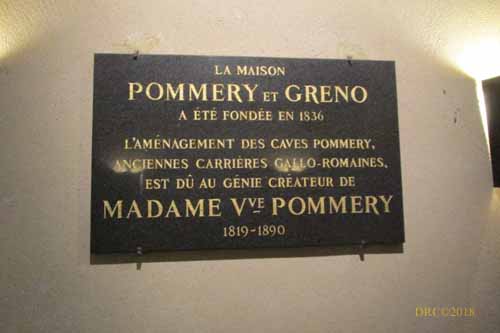 LA MAISON
POMMERY ET GRENO
A ÉTÉ FONDÉE EN 1836
L'AMÉNAGEMENT DES CAVES POMMERY,
ANCIENNES CARRIÈRES GALLO-ROMAINES,
EST DÛ AU GÉNIE CRÉATEUR DE
MADAME VVE POMMERY
1819-1890
DRC©2018